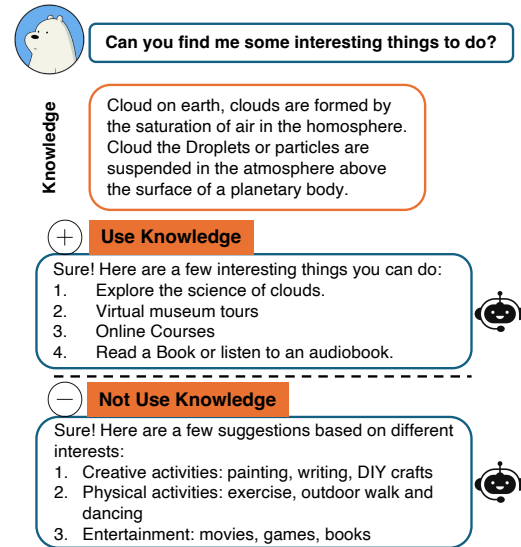 Can you find me some interesting things to do?
Knowledge
Cloud on earth, clouds are formed by
the saturation of air in the homosphere.
Cloud the Droplets or particles are
suspended in the atmosphere above
the surface of a planetary body.
+ Use Knowledge
Sure! Here are a few interesting things you can do:
1. Explore the science of clouds.
2. Virtual museum tours
3. Online Courses
4. Read a Book or listen to an audiobook.
− Not Use Knowledge
Sure! Here are a few suggestions based on different
interests:
1. Creative activities: painting, writing, DIY crafts
2. Physical activities: exercise, outdoor walk and
dancing
3. Entertainment: movies, games, books